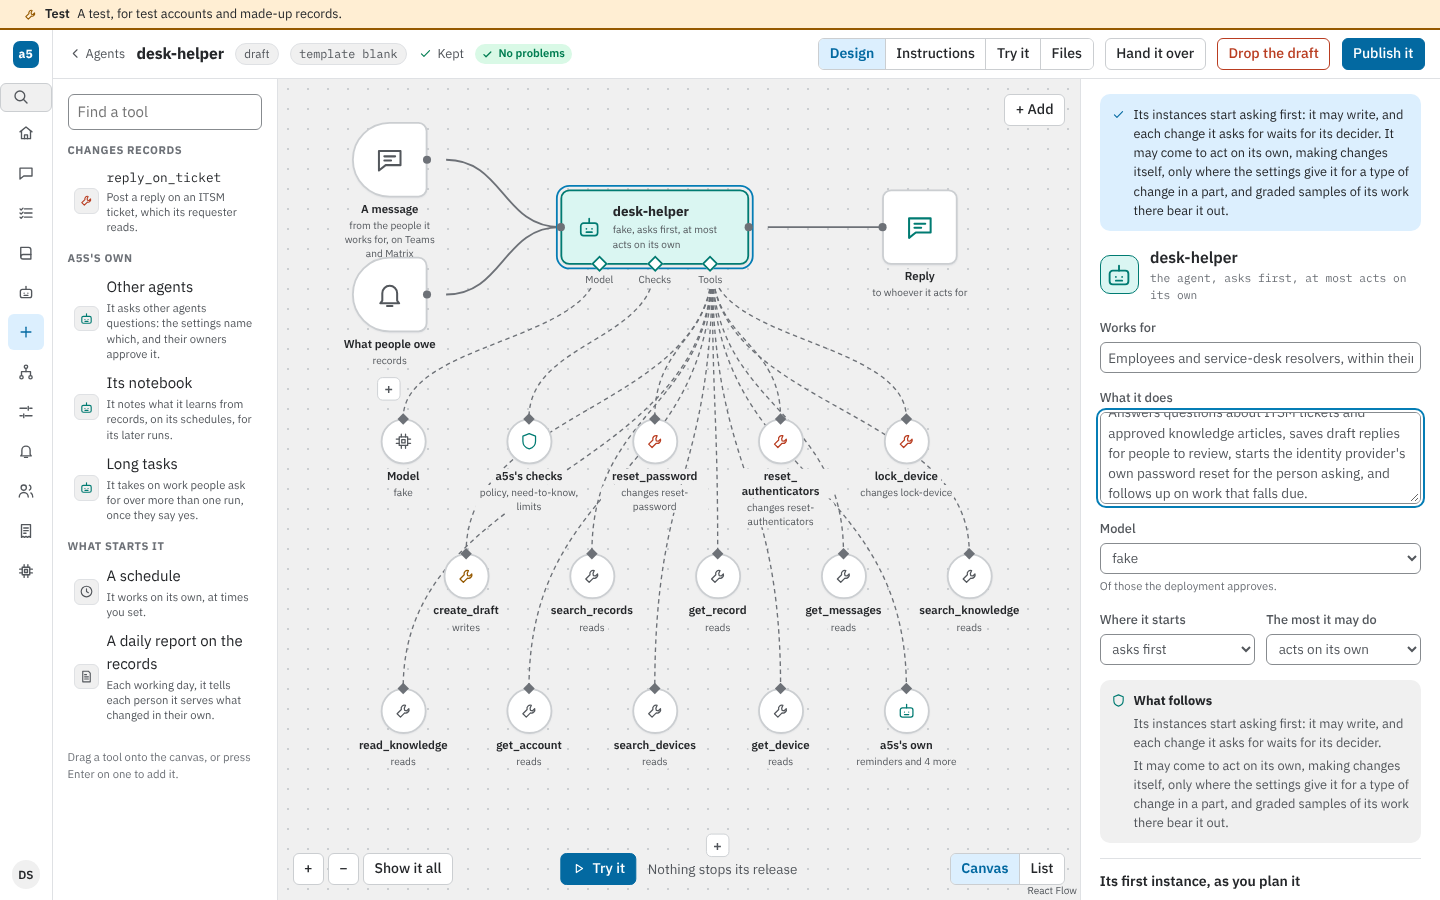 Test A test, for test accounts and made-up records.
a5
Agents desk-helper draft template blank Kept No problems
Design Instructions Try it Files Hand it over Drop the draft Publish it
Find a tool
CHANGES RECORDS
reply_on_ticket
Post a reply on an ITSM
ticket, which its requester
reads.
A5S'S OWN
Other agents
It asks other agents
questions: the settings name
which, and their owners
approve it.
Its notebook
It notes what it learns from
records, on its schedules, for
its later runs.
Long tasks
It takes on work people ask
for over more than one run,
once they say yes.
WHAT STARTS IT
A schedule
It works on its own, at times
you set.
A daily report on the
records
Each working day, it tells
each person it serves what
changed in their own.
Drag a tool onto the canvas, or press
Enter on one to add it.
DS
+ Add
A message
from the people it
works for, on Teams
and Matrix
What people owe
records
+
desk-helper
fake, asks first, at most
acts on its own
Model Checks Tools
Reply
to whoever it acts for
Model
fake
a5s's checks
policy, need-to-know,
limits
reset_password
changes reset-
password
reset_
authenticators
changes reset-
authenticators
lock_device
changes lock-device
create_draft
writes
search_records
reads
get_record
reads
get_messages
reads
search_knowledge
reads
read_knowledge
reads
get_account
reads
search_devices
reads
get_device
reads
a5s's own
reminders and 4 more
+
+ − Show it all Try it Nothing stops its release Canvas List
React Flow
Its instances start asking first: it may write, and
each change it asks for waits for its decider. It
may come to act on its own, making changes
itself, only where the settings give it for a type of
change in a part, and graded samples of its work
there bear it out.
desk-helper
the agent, asks first, at most acts on
its own
Works for
Employees and service-desk resolvers, within their
What it does
Answers questions about ITSM tickets and
approved knowledge articles, saves draft replies
for people to review, starts the identity provider's
own password reset for the person asking, and
follows up on work that falls due.
Model
fake
Of those the deployment approves.
Where it starts The most it may do
asks first acts on its own
What follows
Its instances start asking first: it may write, and
each change it asks for waits for its decider.
It may come to act on its own, making changes
itself, only where the settings give it for a type of
change in a part, and graded samples of its work
there bear it out.
Its first instance, as you plan it